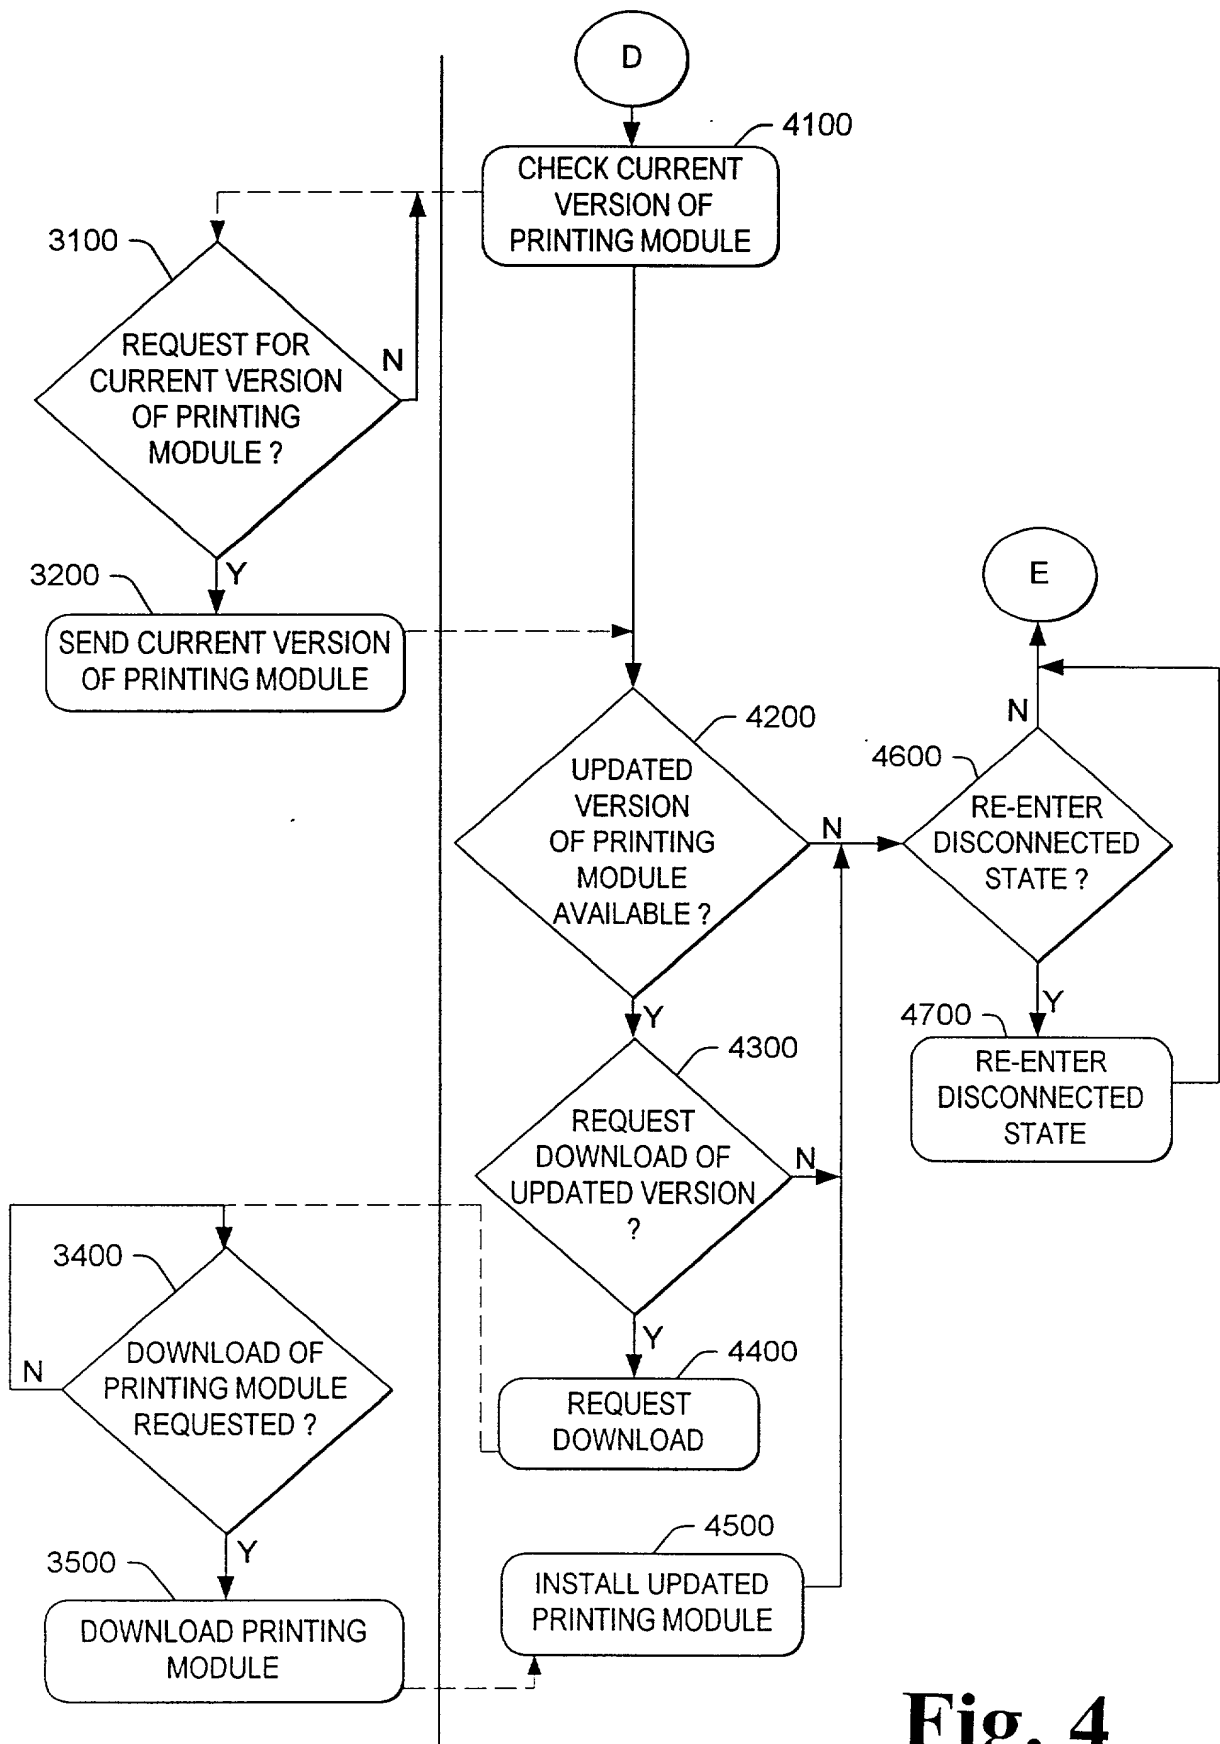 D
4100
CHECK CURRENT
VERSION OF
PRINTING MODULE
3100
REQUEST FOR
CURRENT VERSION
OF PRINTING
MODULE ?
N
Y
3200
SEND CURRENT VERSION
OF PRINTING MODULE
E
4200
UPDATED
VERSION
OF PRINTING
MODULE
AVAILABLE ?
N
Y
N
4600
RE-ENTER
DISCONNECTED
STATE ?
Y
4700
RE-ENTER
DISCONNECTED
STATE
4300
REQUEST
DOWNLOAD OF
UPDATED VERSION
?
N
Y
3400
DOWNLOAD OF
PRINTING MODULE
REQUESTED ?
N
Y
4400
REQUEST
DOWNLOAD
4500
INSTALL UPDATED
PRINTING MODULE
3500
DOWNLOAD PRINTING
MODULE
Fig. 4